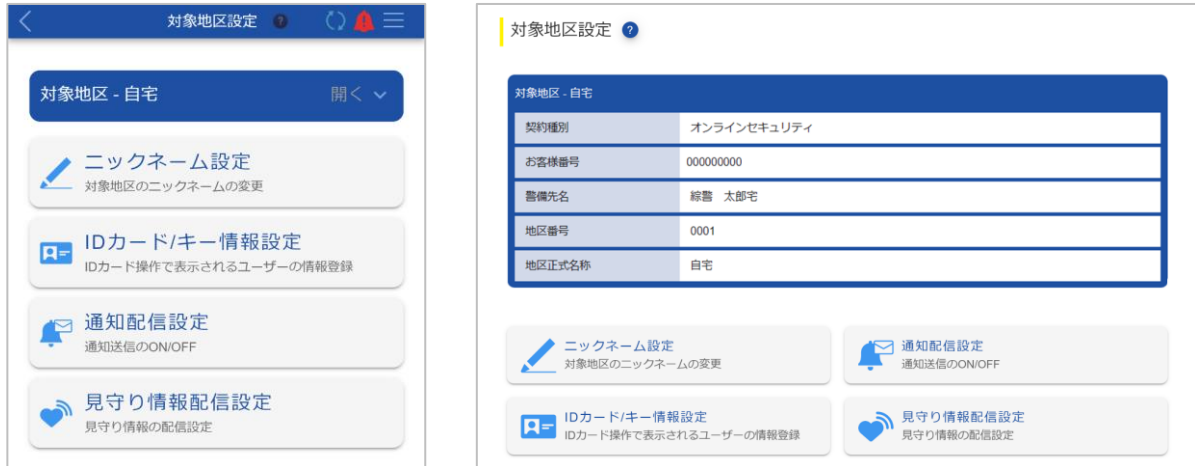 対象地区設定 ?
対象地区 - 自宅 開く
ニックネーム設定
対象地区のニックネームの変更
IDカード/キー情報設定
IDカード操作で表示されるユーザーの情報登録
通知配信設定
通知送信のON/OFF
見守り情報配信設定
見守り情報の配信設定
対象地区設定 ?
対象地区 - 自宅
契約種別 オンラインセキュリティ
お客様番号 000000000
警備先名 綜警 太郎宅
地区番号 0001
地区正式名称 自宅
ニックネーム設定
対象地区のニックネームの変更
通知配信設定
通知送信のON/OFF
IDカード/キー情報設定
IDカード操作で表示されるユーザーの情報登録
見守り情報配信設定
見守り情報の配信設定